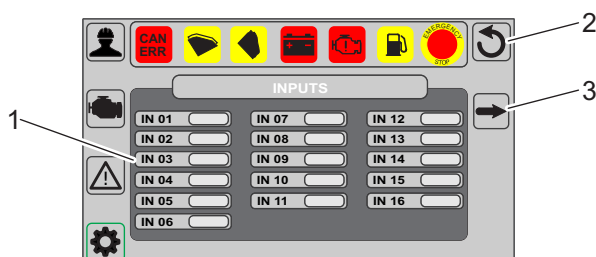 CAN
ERR
EMERGENCY
STOP
2
INPUTS
3
1
IN 01
IN 02
IN 03
IN 04
IN 05
IN 06
IN 07
IN 08
IN 09
IN 10
IN 11
IN 12
IN 13
IN 14
IN 15
IN 16